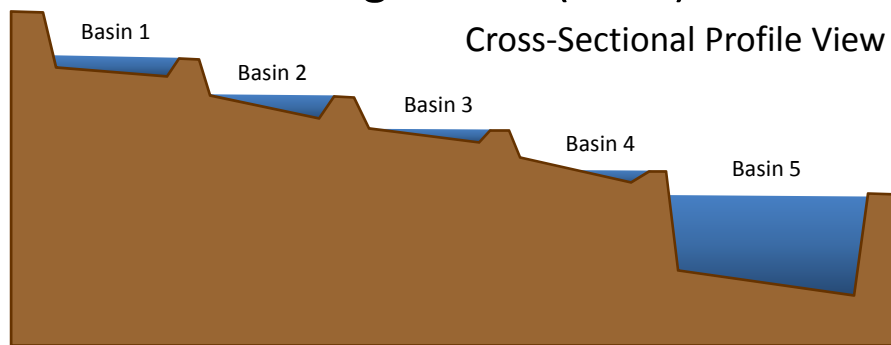 Cross-Sectional Profile View
Basin 1
Basin 2
Basin 3
Basin 4
Basin 5